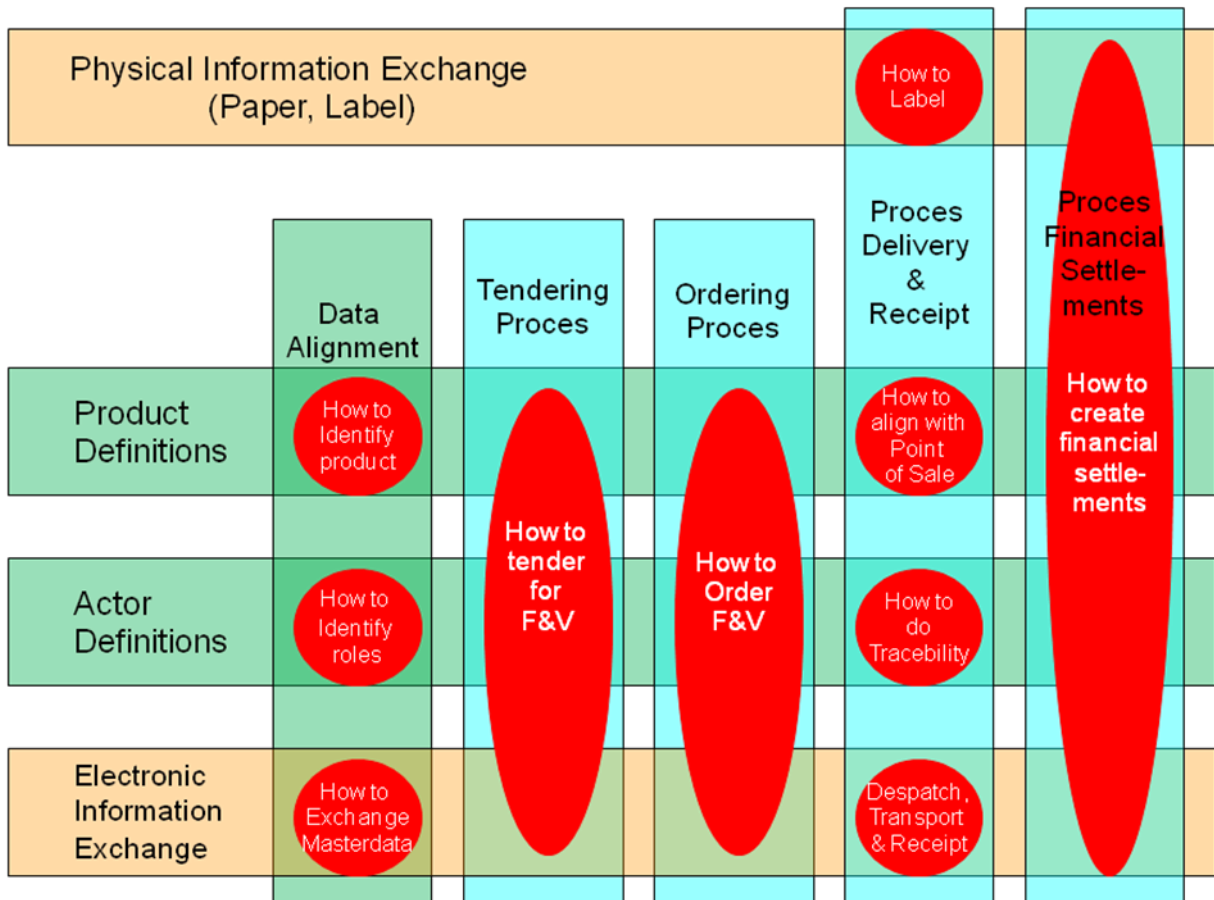 Physical Information Exchange
(Paper, Label)
How to
Label
Data
Alignment
Tendering
Proces
Ordering
Proces
Proces
Delivery
&
Receipt
Proces
Financial
Settle-
ments
Product
Definitions
How to
Identify
product
How to
align with
Point
of Sale
How to
create
financial
settle-
ments
How to
tender
for
F&V
How to
Order
F&V
Actor
Definitions
How to
Identify
roles
How to
do
Tracebility
Electronic
Information
Exchange
How to
Exchange
Masterdata
Despatch,
Transport
& Receipt